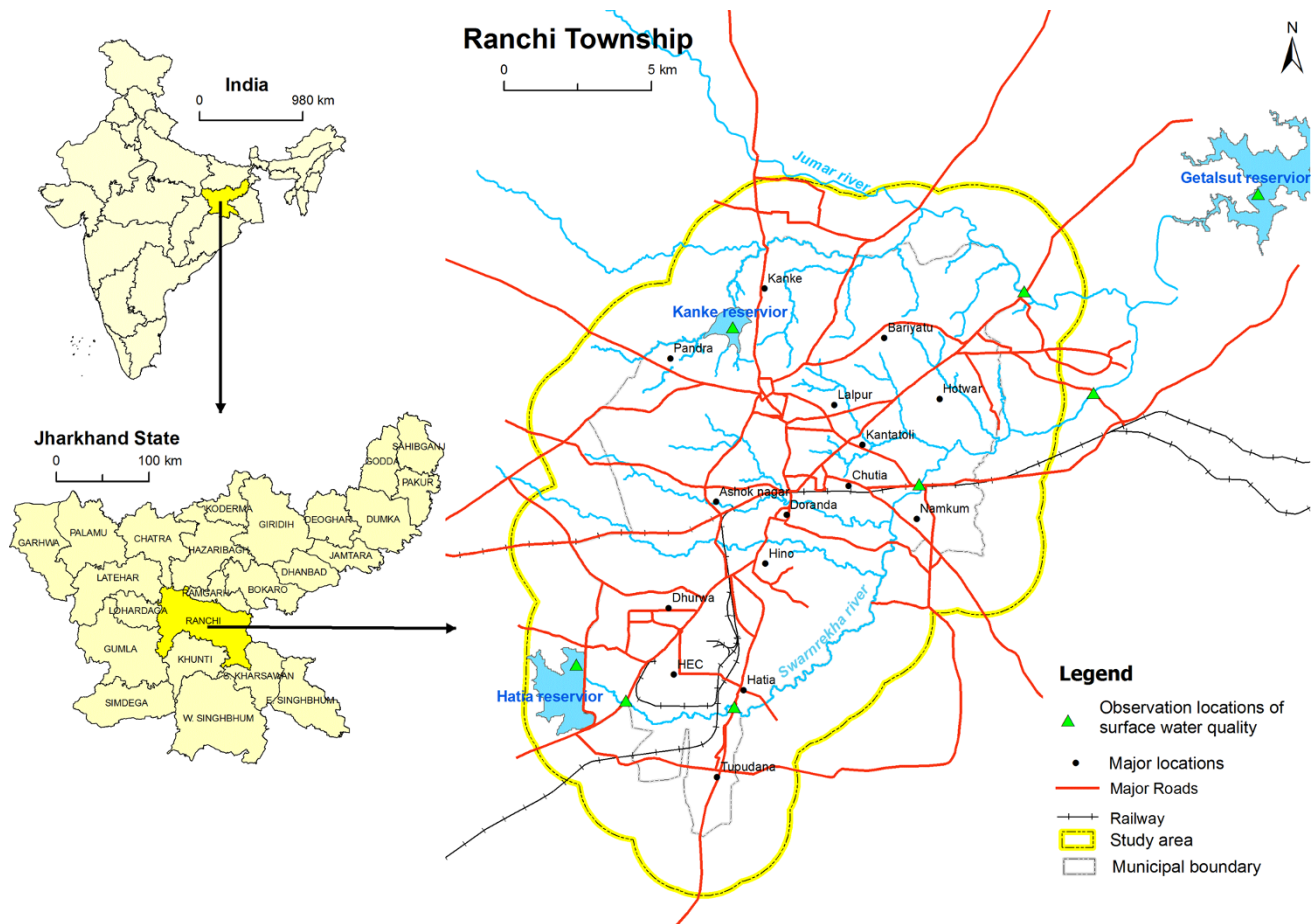 India
0 980 km
Jharkhand State
0 100 km
SAHIBGANJ
GODDA
PAKUR
KODERMA
GIRIDIH
DEOGHAR
DUMKA
PALAMU
GARHWA
CHATRA
HAZARIBAGH
JAMTARA
DHANBAD
LATEHAR
RAMGARH
BOKARO
LOHARDAGA
RANCHI
GUMLA
KHUNTI
S. KHARSAWAN
SIMDEGA
W. SINGHBHUM
E. SINGHBHUM
Ranchi Township
0 5 km
N
Jumar river
Getalsut reservior
Kanke
Kanke reservior
Pandra
Bariyatu
Lalpur
Hotwar
Kantatoli
Chutia
Ashok nagar
Doranda
Namkum
Hino
Dhurwa
Swarnrekha river
HEC
Hatia
Hatia reservior
Tupudana
Legend
Observation locations of
surface water quality
Major locations
Major Roads
Railway
Study area
Municipal boundary